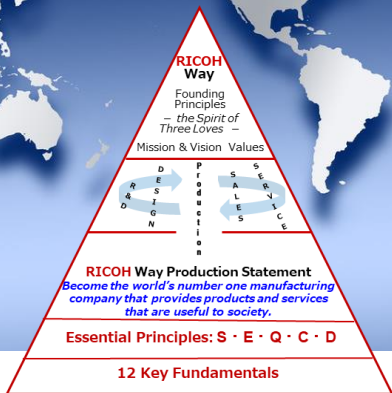 RICOH
Way
Founding
Principles
– the Spirit of
Three Loves –
Mission & Vision Values
R&D
DESIGN
Production
SALES
SERVICE
RICOH Way Production Statement
Become the world's number one manufacturing
company that provides products and services
that are useful to society.
Essential Principles: S・E・Q・C・D
12 Key Fundamentals